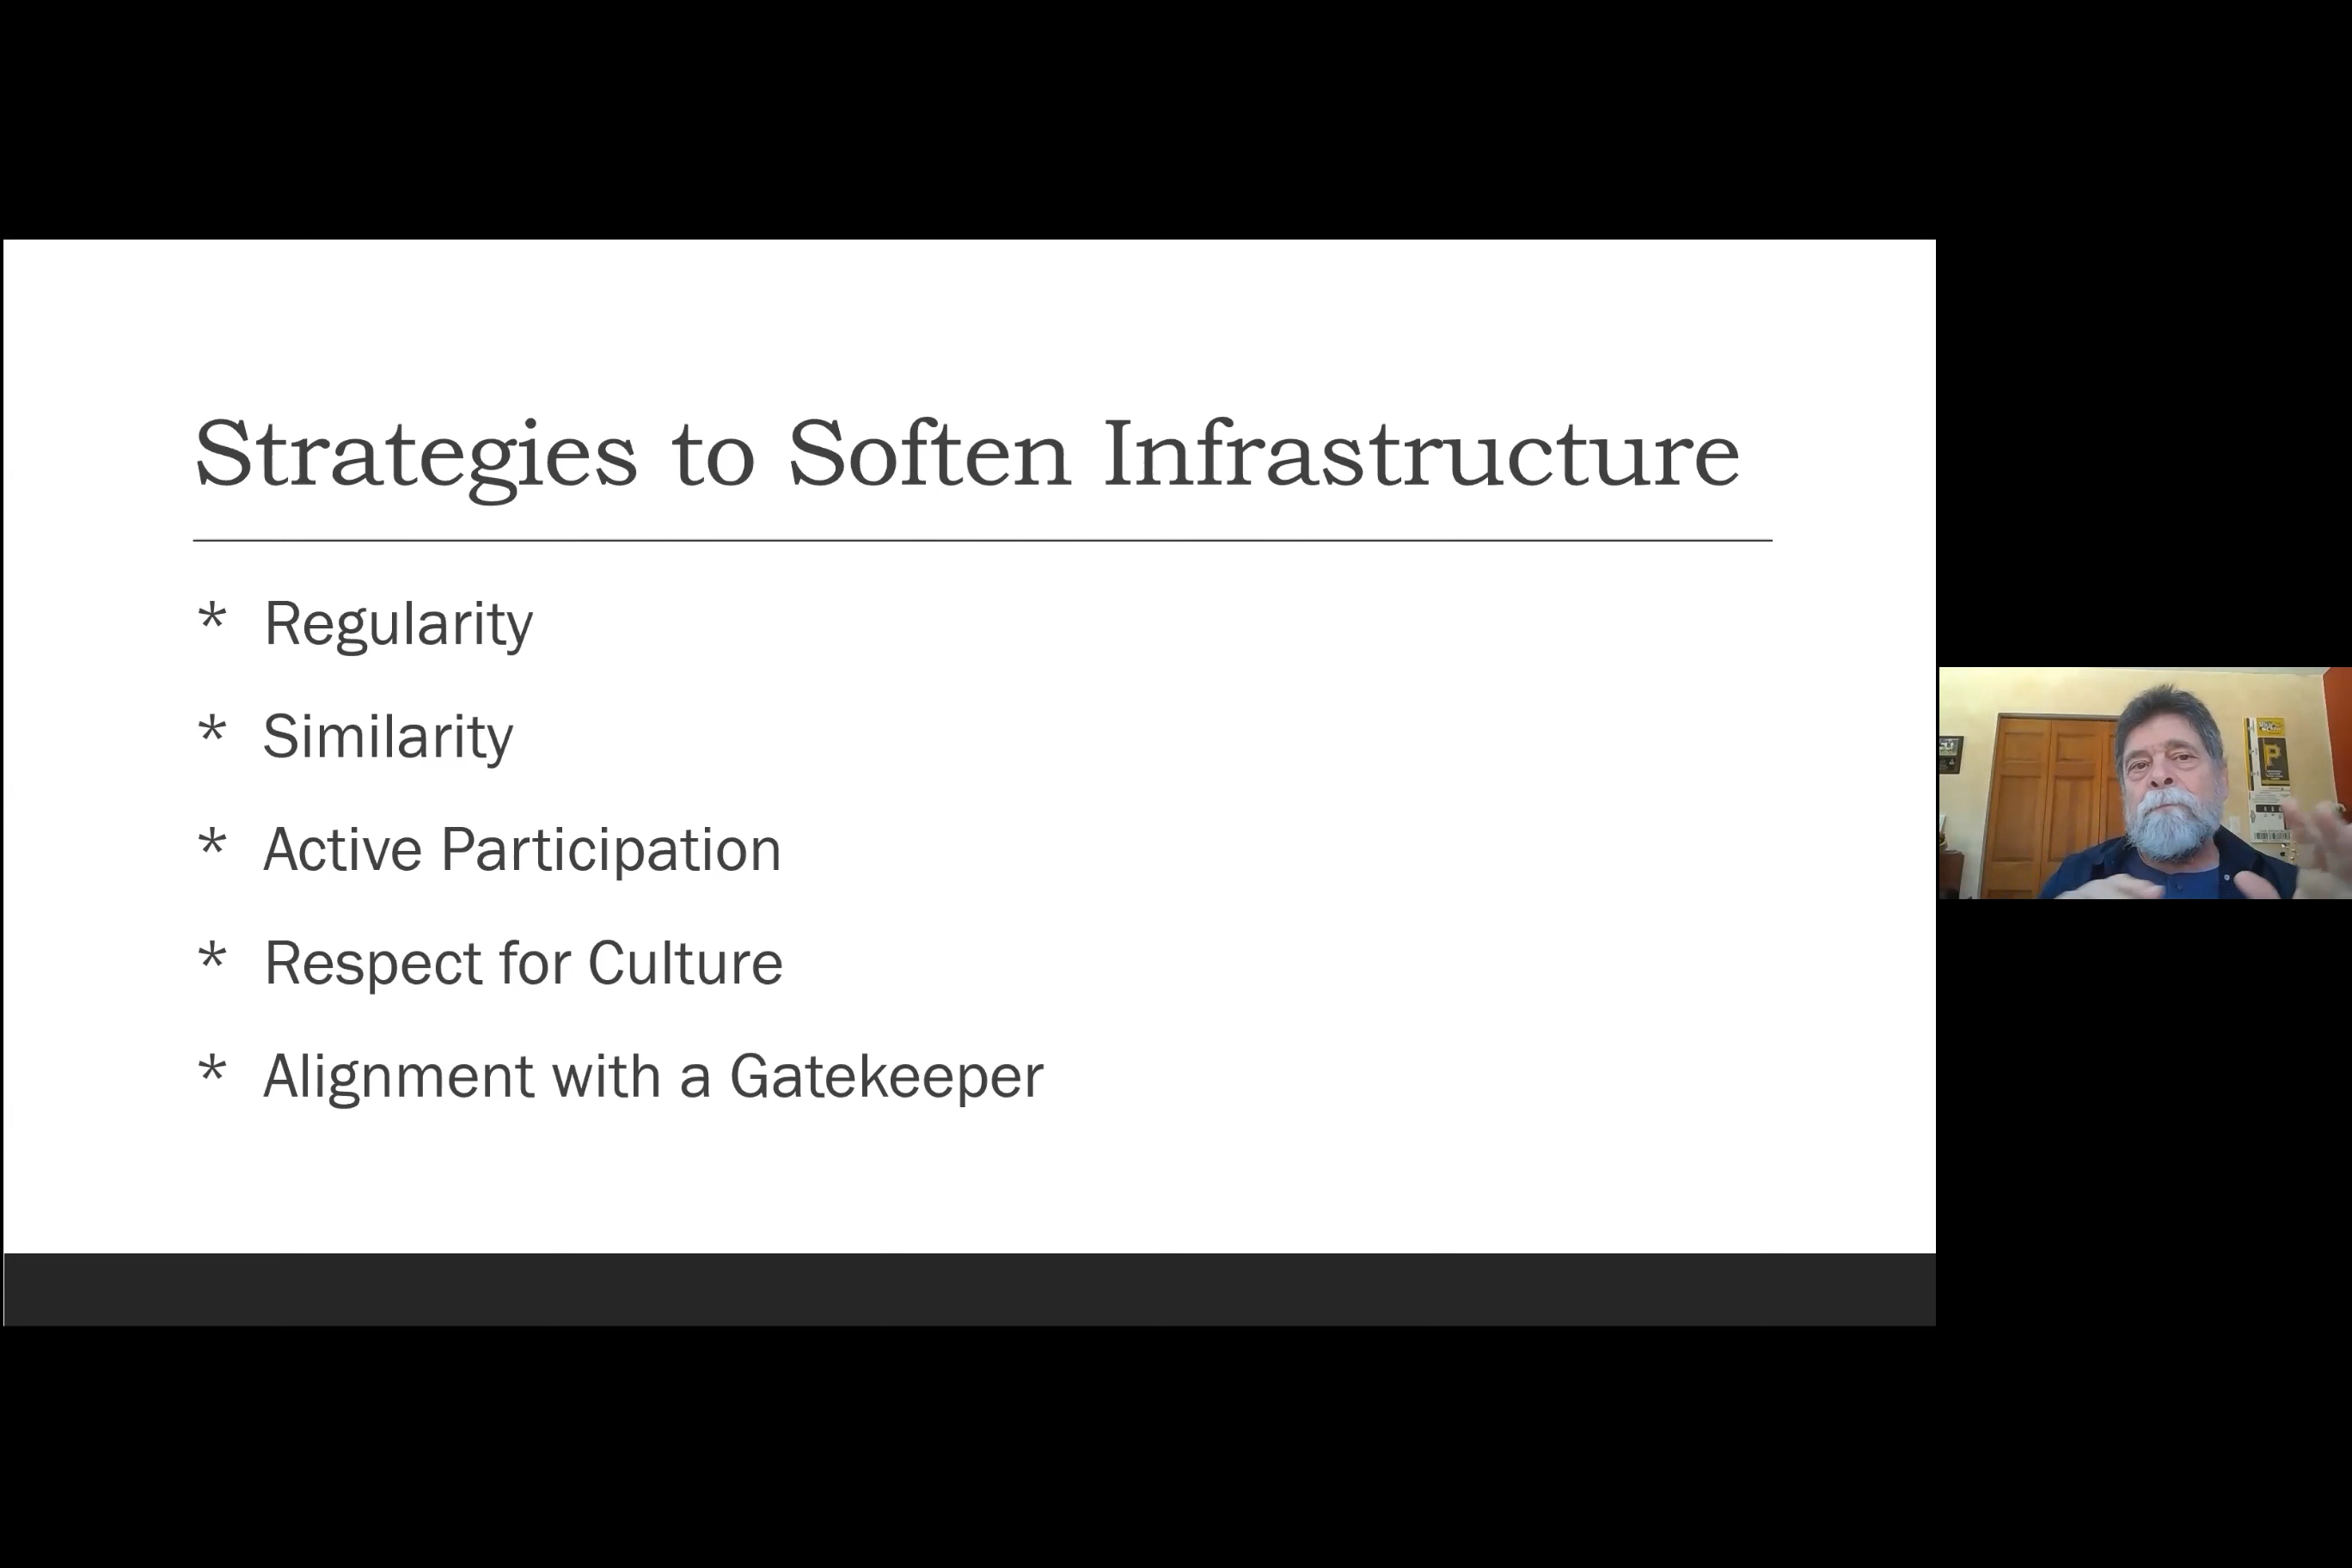 Strategies to Soften Infrastructure
* Regularity
* Similarity
* Active Participation
* Respect for Culture
* Alignment with a Gatekeeper
P